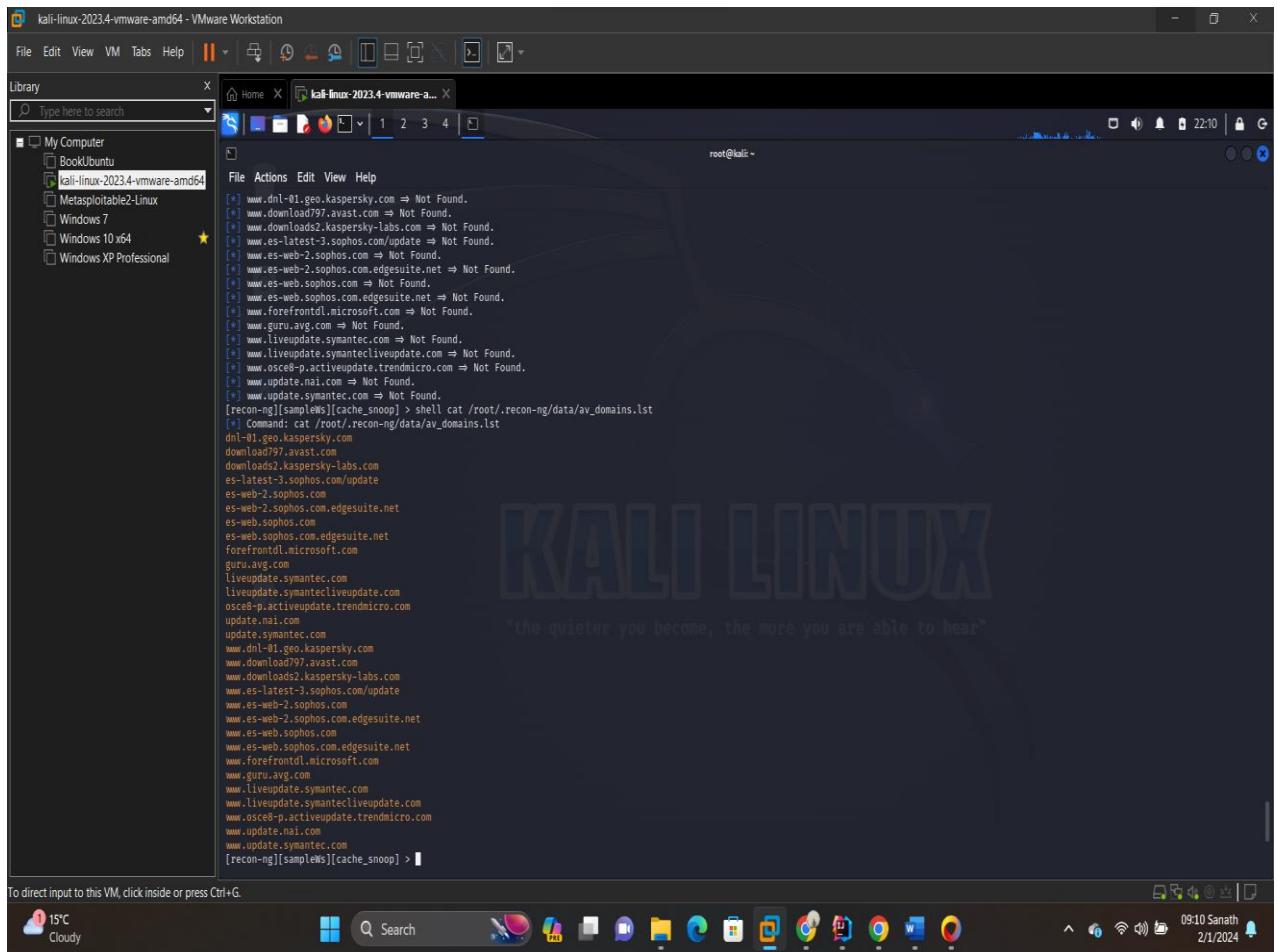 kali-linux-2023.4-vmware-amd64 - VMware Workstation
File Edit View VM Tabs Help
Library X
Type here to search
My Computer
BookUbuntu
kali-linux-2023.4-vmware-amd64
Metasploitable2-Linux
Windows 7
Windows 10 x64
Windows XP Professional
Home X kali-linux-2023.4-vmware-a... X
1 2 3 4 22:10
root@kali: ~
File Actions Edit View Help
[*] www.dnl-01.geo.kaspersky.com ⇒ Not Found.
[*] www.download797.avast.com ⇒ Not Found.
[*] www.downloads2.kaspersky-labs.com ⇒ Not Found.
[*] www.es-latest-3.sophos.com/update ⇒ Not Found.
[*] www.es-web-2.sophos.com ⇒ Not Found.
[*] www.es-web-2.sophos.com.edgesuite.net ⇒ Not Found.
[*] www.es-web.sophos.com ⇒ Not Found.
[*] www.es-web.sophos.com.edgesuite.net ⇒ Not Found.
[*] www.forefrontdl.microsoft.com ⇒ Not Found.
[*] www.guru.avg.com ⇒ Not Found.
[*] www.liveupdate.symantec.com ⇒ Not Found.
[*] www.liveupdate.symantecliveupdate.com ⇒ Not Found.
[*] www.osce8-p.activeupdate.trendmicro.com ⇒ Not Found.
[*] www.update.nai.com ⇒ Not Found.
[*] www.update.symantec.com ⇒ Not Found.
[recon-ng][sampleWs][cache_snoop] > shell cat /root/.recon-ng/data/av_domains.lst
[*] Command: cat /root/.recon-ng/data/av_domains.lst
dnl-01.geo.kaspersky.com
download797.avast.com
downloads2.kaspersky-labs.com
es-latest-3.sophos.com/update
es-web-2.sophos.com
es-web-2.sophos.com.edgesuite.net
es-web.sophos.com
es-web.sophos.com.edgesuite.net
forefrontdl.microsoft.com
guru.avg.com
liveupdate.symantec.com
liveupdate.symantecliveupdate.com
osce8-p.activeupdate.trendmicro.com
update.nai.com
update.symantec.com
www.dnl-01.geo.kaspersky.com
www.download797.avast.com
www.downloads2.kaspersky-labs.com
www.es-latest-3.sophos.com/update
www.es-web-2.sophos.com
www.es-web-2.sophos.com.edgesuite.net
www.es-web.sophos.com
www.es-web.sophos.com.edgesuite.net
www.forefrontdl.microsoft.com
www.guru.avg.com
www.liveupdate.symantec.com
www.liveupdate.symantecliveupdate.com
www.osce8-p.activeupdate.trendmicro.com
www.update.nai.com
www.update.symantec.com
[recon-ng][sampleWs][cache_snoop] >
KALI LINUX
"the quieter you become, the more you are able to hear"
To direct input to this VM, click inside or press Ctrl+G.
1
15°C
Cloudy
Search
PRE
09:10 Sanath
2/1/2024